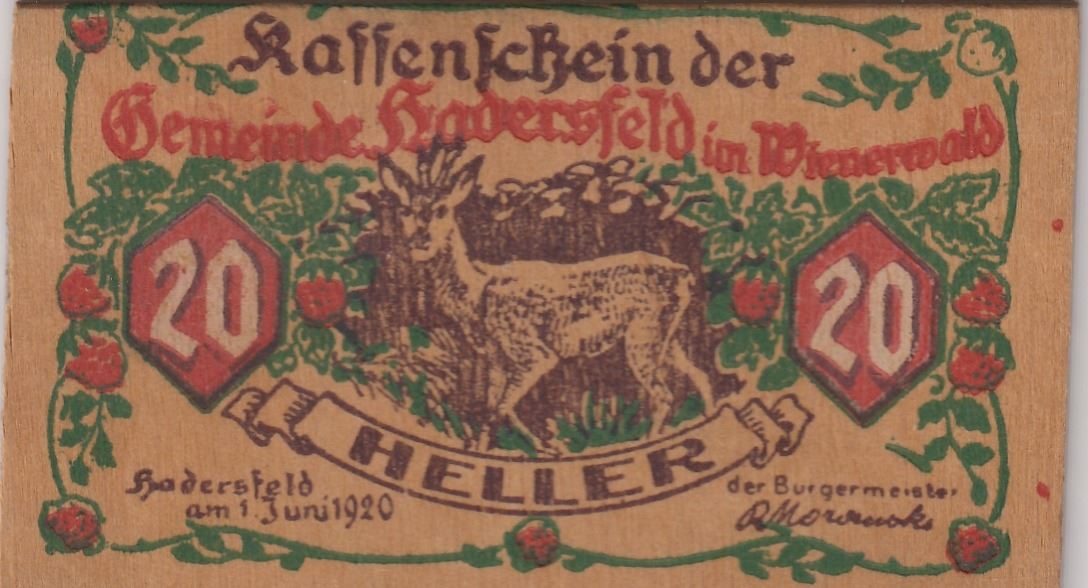 Kassenschein der
Gemeinde Hadersfeld im Wienerwald
20 20
HELLER
Hadersfeld
am 1. Juni 1920
der Burgermeister